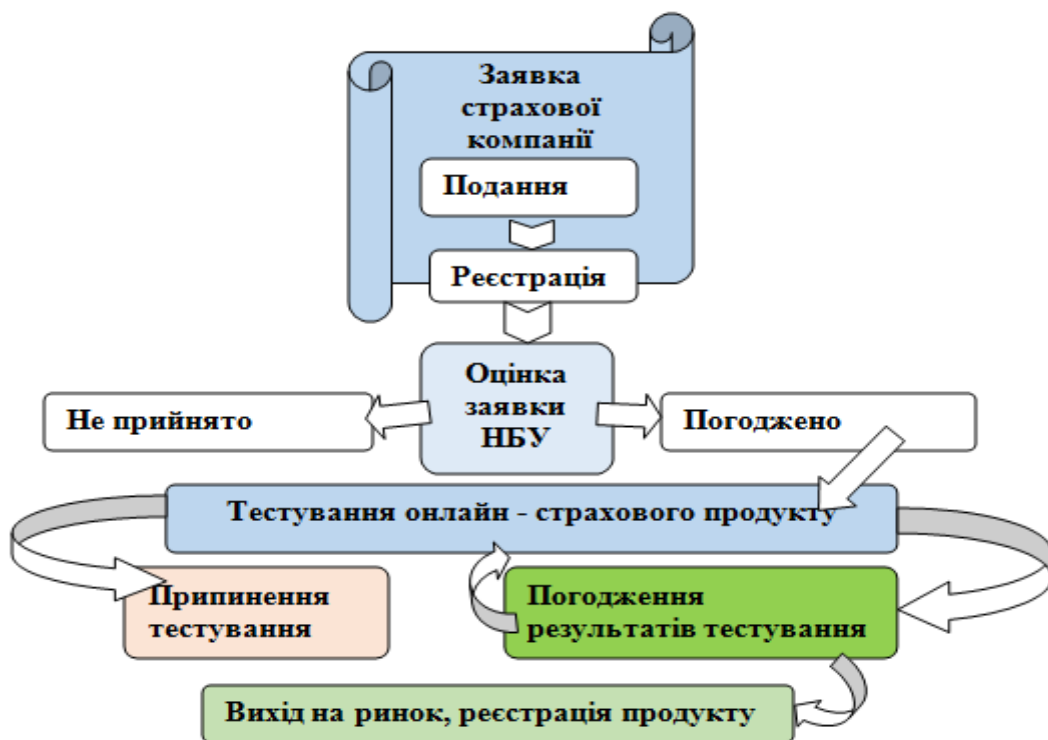 Заявка
страхової
компанії
Подання
Реєстрація
Оцінка
заявки
НБУ
Не прийнято
Погоджено
Тестування онлайн - страхового продукту
Припинення
тестування
Погодження
результатів тестування
Вихід на ринок, реєстрація продукту